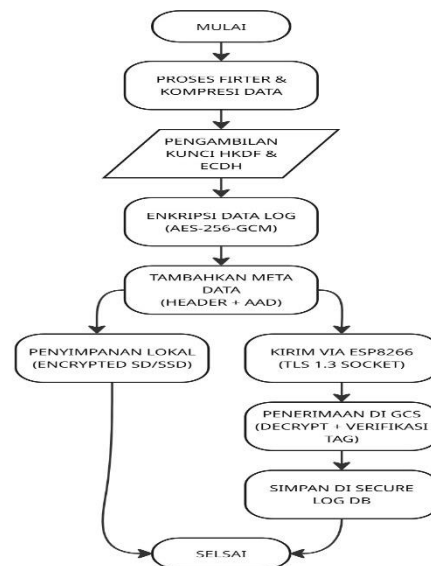 MULAI
PROSES FIRTER &
KOMPRESI DATA
PENGAMBILAN
KUNCI HKDF &
ECDH
ENKRIPSI DATA LOG
(AES-256-GCM)
TAMBAHKAN META
DATA
(HEADER + AAD)
PENYIMPANAN LOKAL
(ENCRYPTED SD/SSD)
KIRIM VIA ESP8266
(TLS 1.3 SOCKET)
PENERIMAAN DI GCS
(DECRYPT + VERIFIKASI
TAG)
SIMPAN DI SECURE
LOG DB
SELSAI